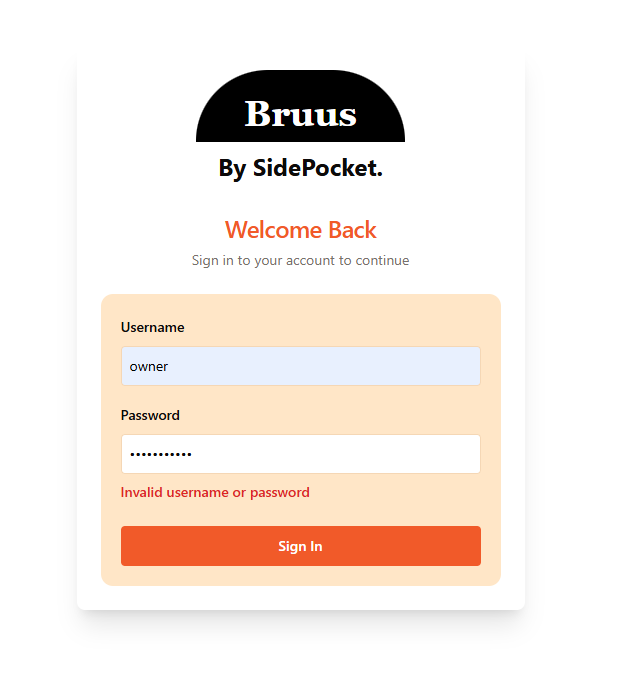 Bruus
By SidePocket.
Welcome Back
Sign in to your account to continue
Username
owner
Password
•••••••••••
Invalid username or password
Sign In